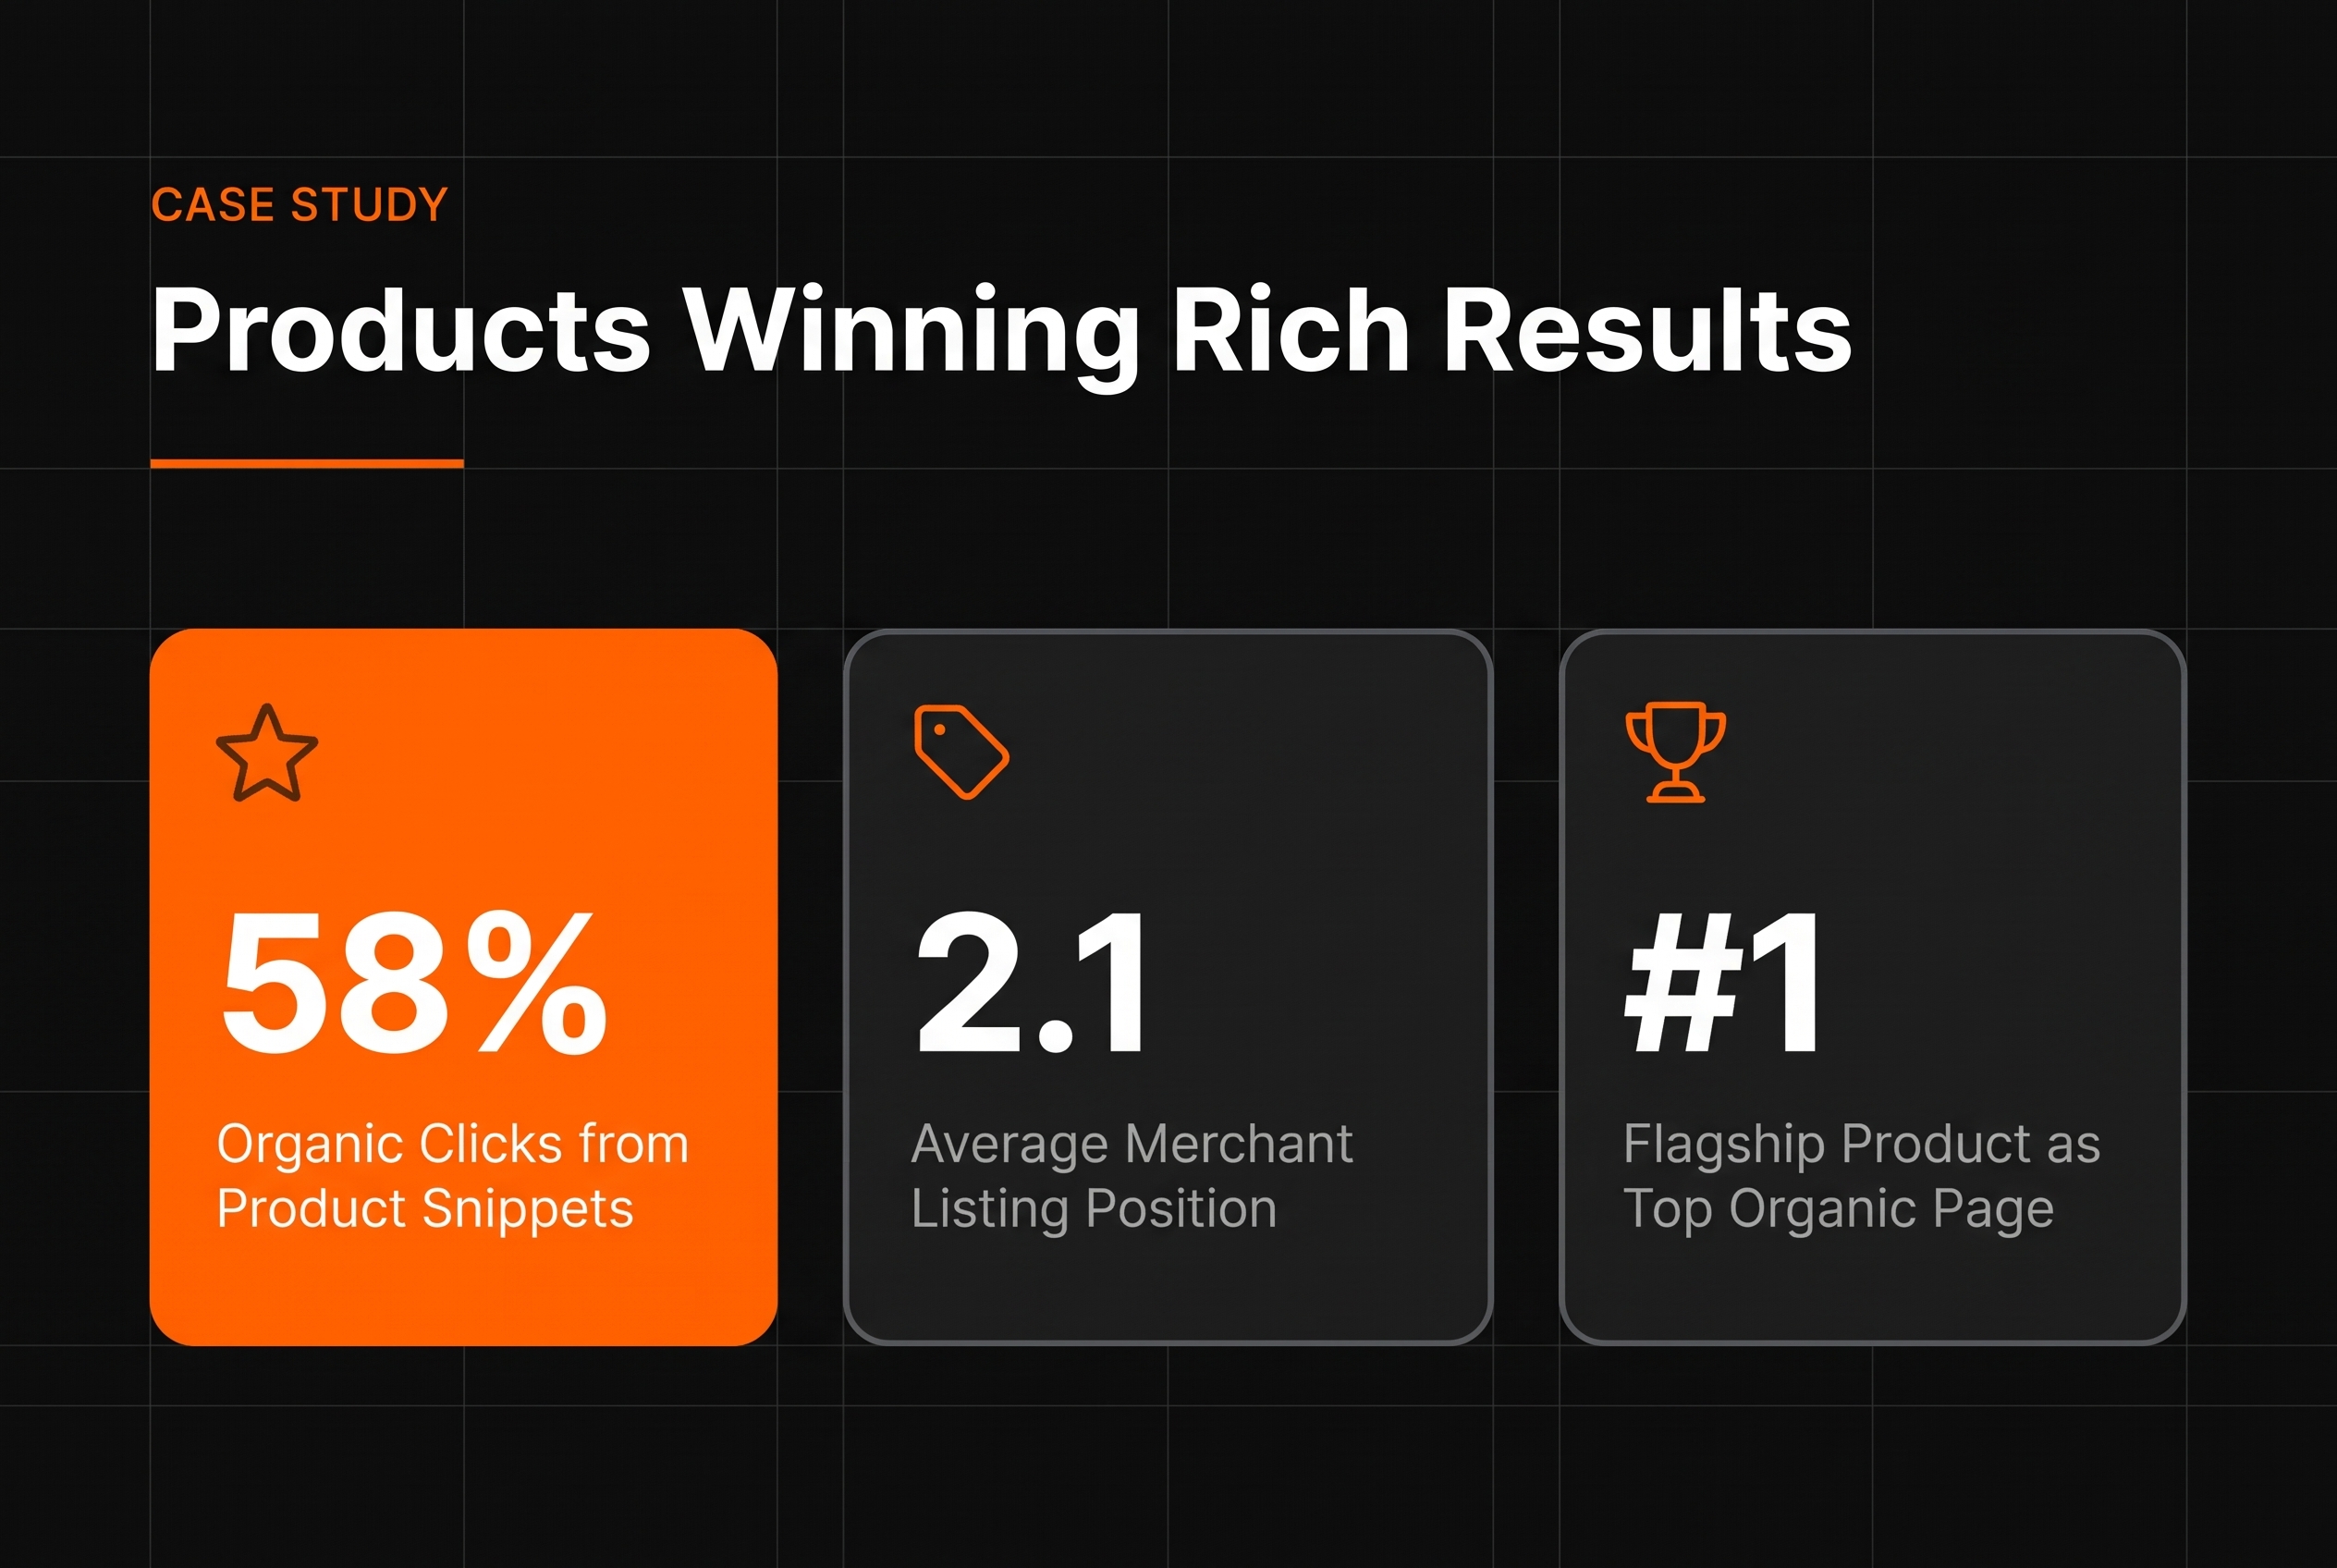 CASE STUDY
Products Winning Rich Results
58%
Organic Clicks from
Product Snippets
2.1
Average Merchant
Listing Position
#1
Flagship Product as
Top Organic Page